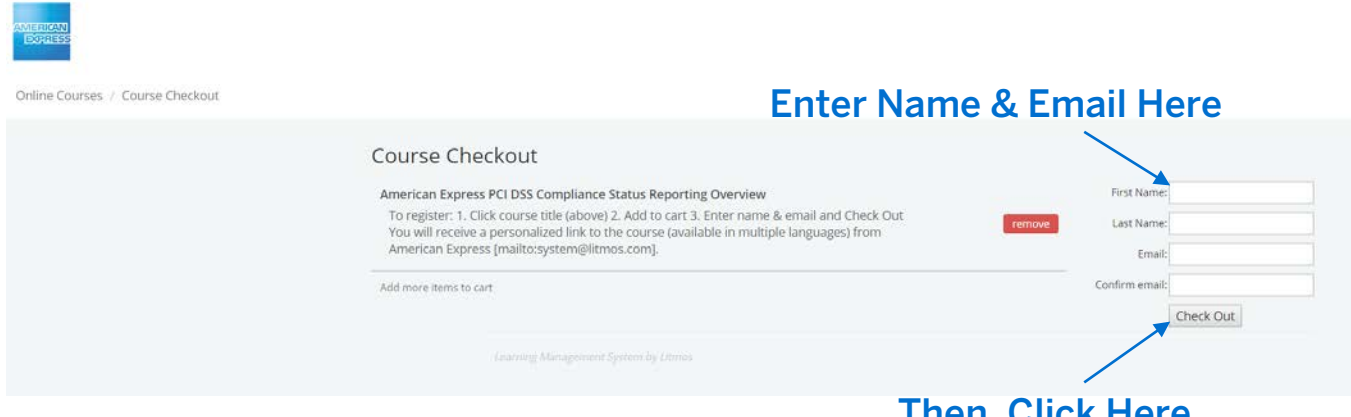 AMERICAN
EXPRESS
Online Courses / Course Checkout
Enter Name & Email Here
Course Checkout
American Express PCI DSS Compliance Status Reporting Overview
To register: 1. Click course title (above) 2. Add to cart 3. Enter name & email and Check Out
You will receive a personalized link to the course (available in multiple languages) from
American Express [mailto:system@litmos.com].
remove
Add more items to cart
First Name:
Last Name:
Email:
Confirm email:
Check Out
Learning Management System by Litmos
Then, Click Here